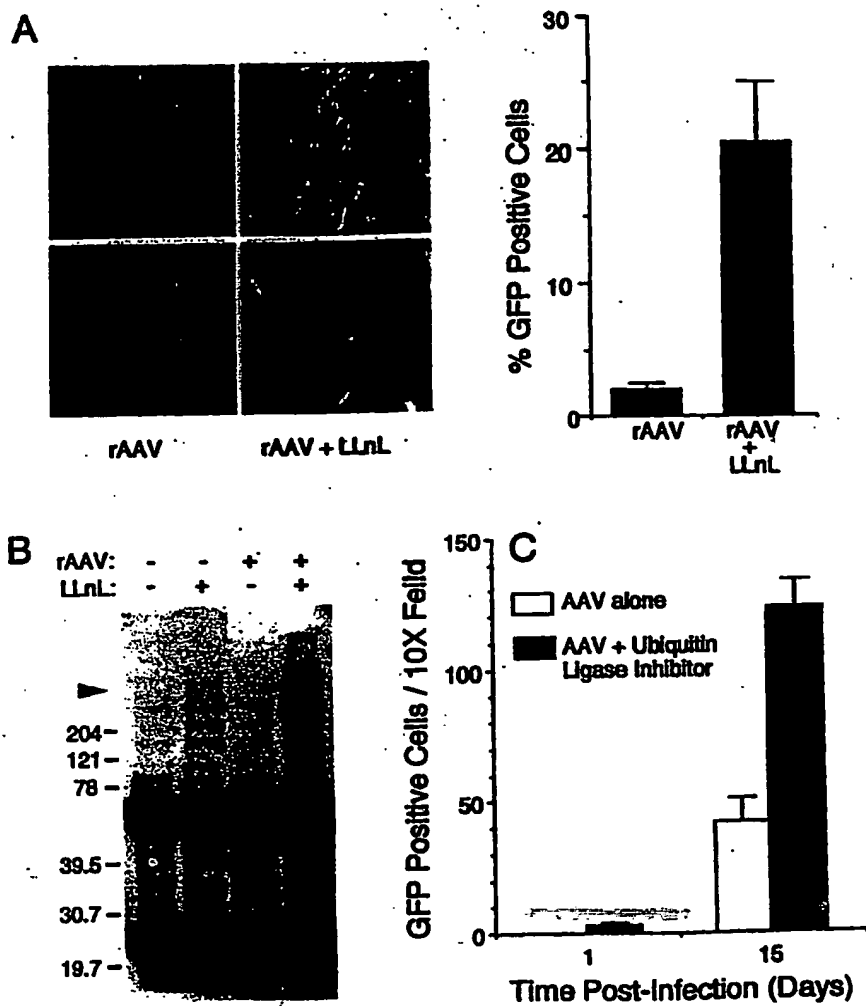 A
30
20
10
0
% GFP Positive Cells
rAAV
rAAV + LLnL
rAAV
rAAV
+
LLnL
B
rAAV: - - + +
LLnL: - + - +
204
121
78
39.5
30.7
19.7
C
150
100
50
0
GFP Positive Cells / 10X Feild
AAV alone
AAV + Ubiquitin
Ligase Inhibitor
1
15
Time Post-Infection (Days)